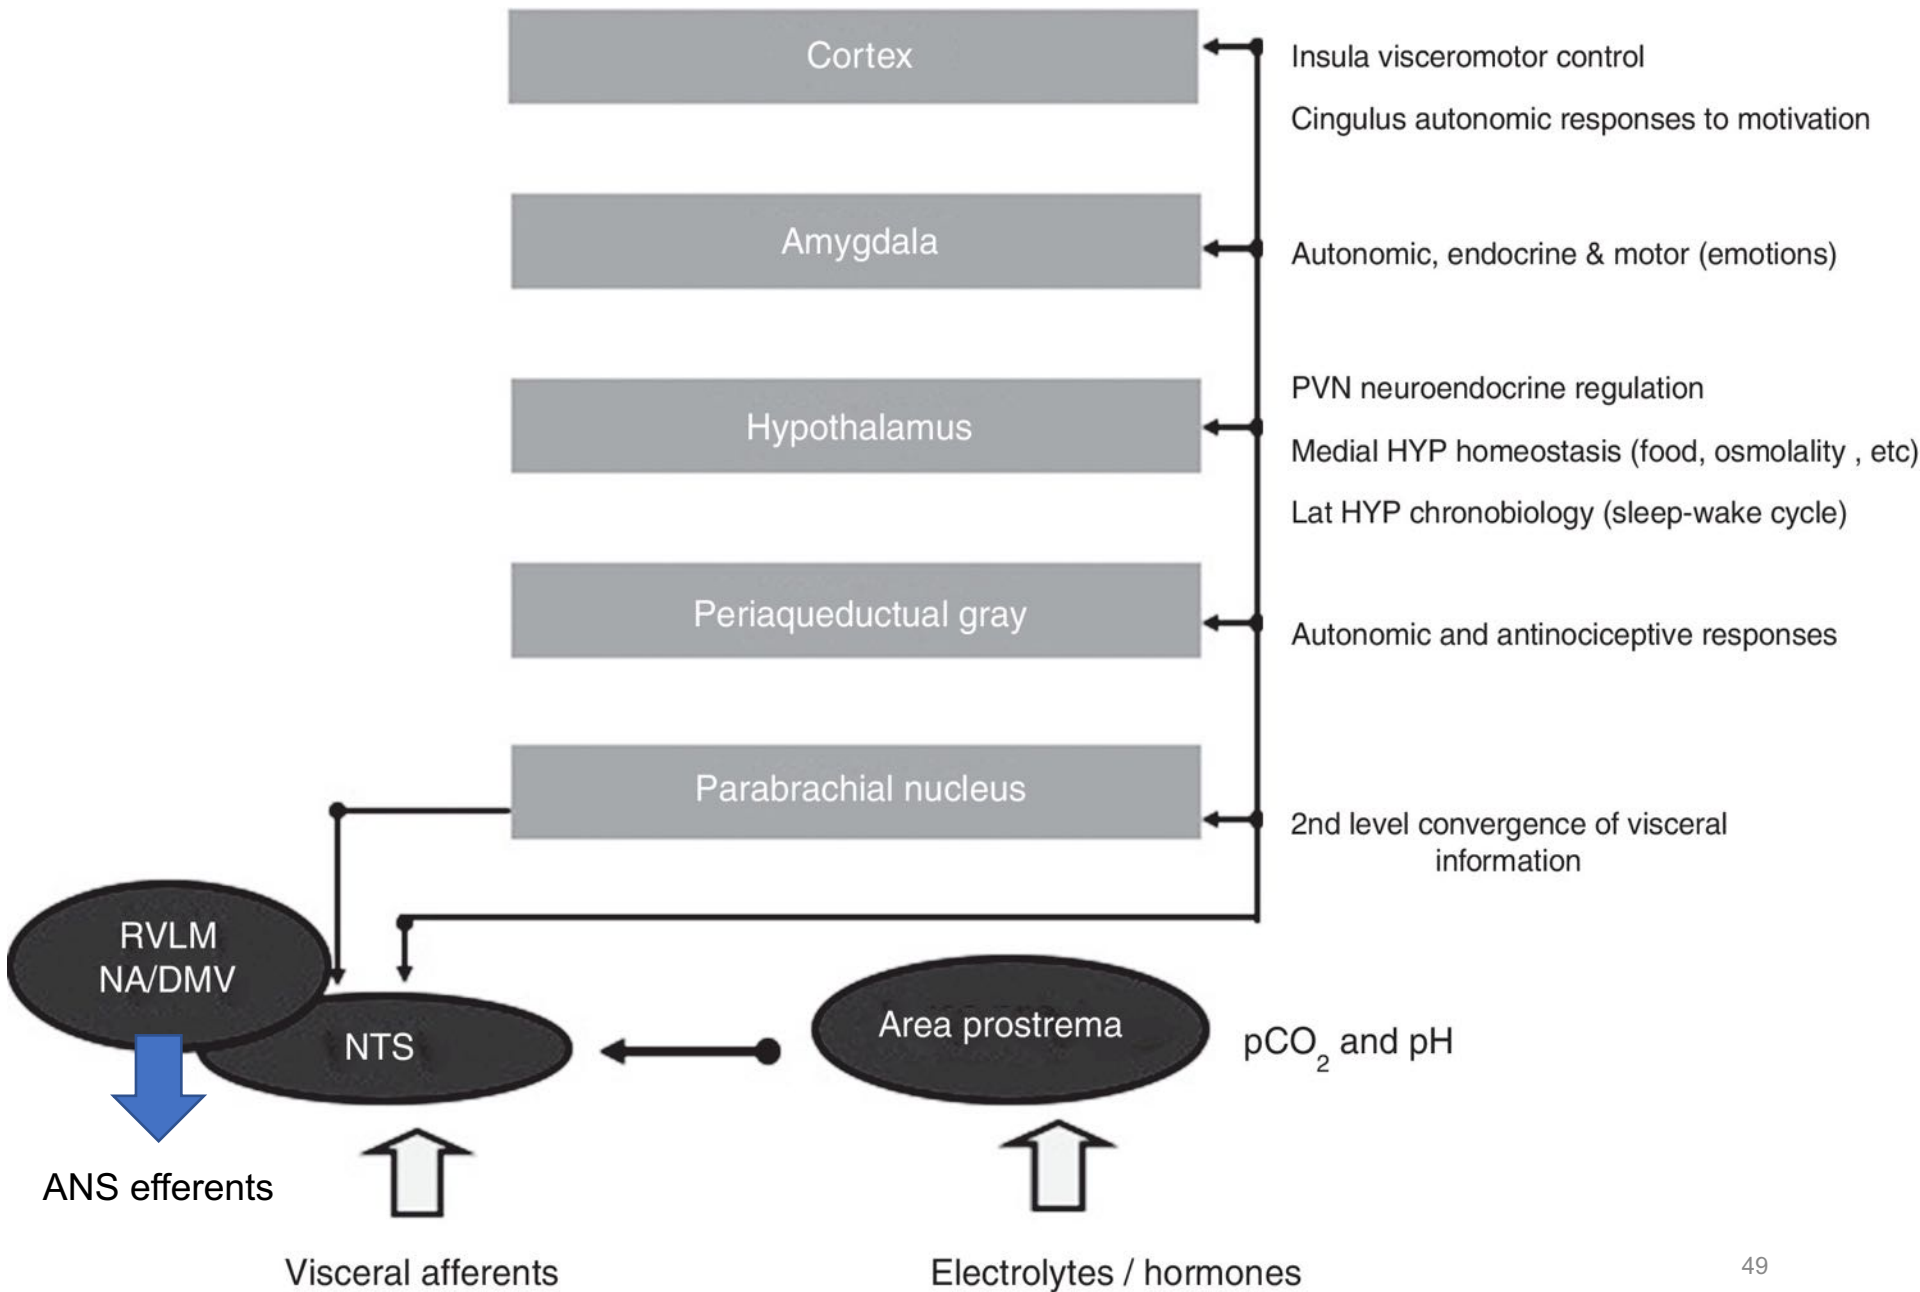 Cortex
Insula visceromotor control
Cingulus autonomic responses to motivation
Amygdala
Autonomic, endocrine & motor (emotions)
Hypothalamus
PVN neuroendocrine regulation
Medial HYP homeostasis (food, osmolality , etc)
Lat HYP chronobiology (sleep-wake cycle)
Periaqueductual gray
Autonomic and antinociceptive responses
Parabrachial nucleus
2nd level convergence of visceral
information
RVLM
NA/DMV
NTS
Area prostrema
pCO₂ and pH
ANS efferents
Visceral afferents
Electrolytes / hormones
49